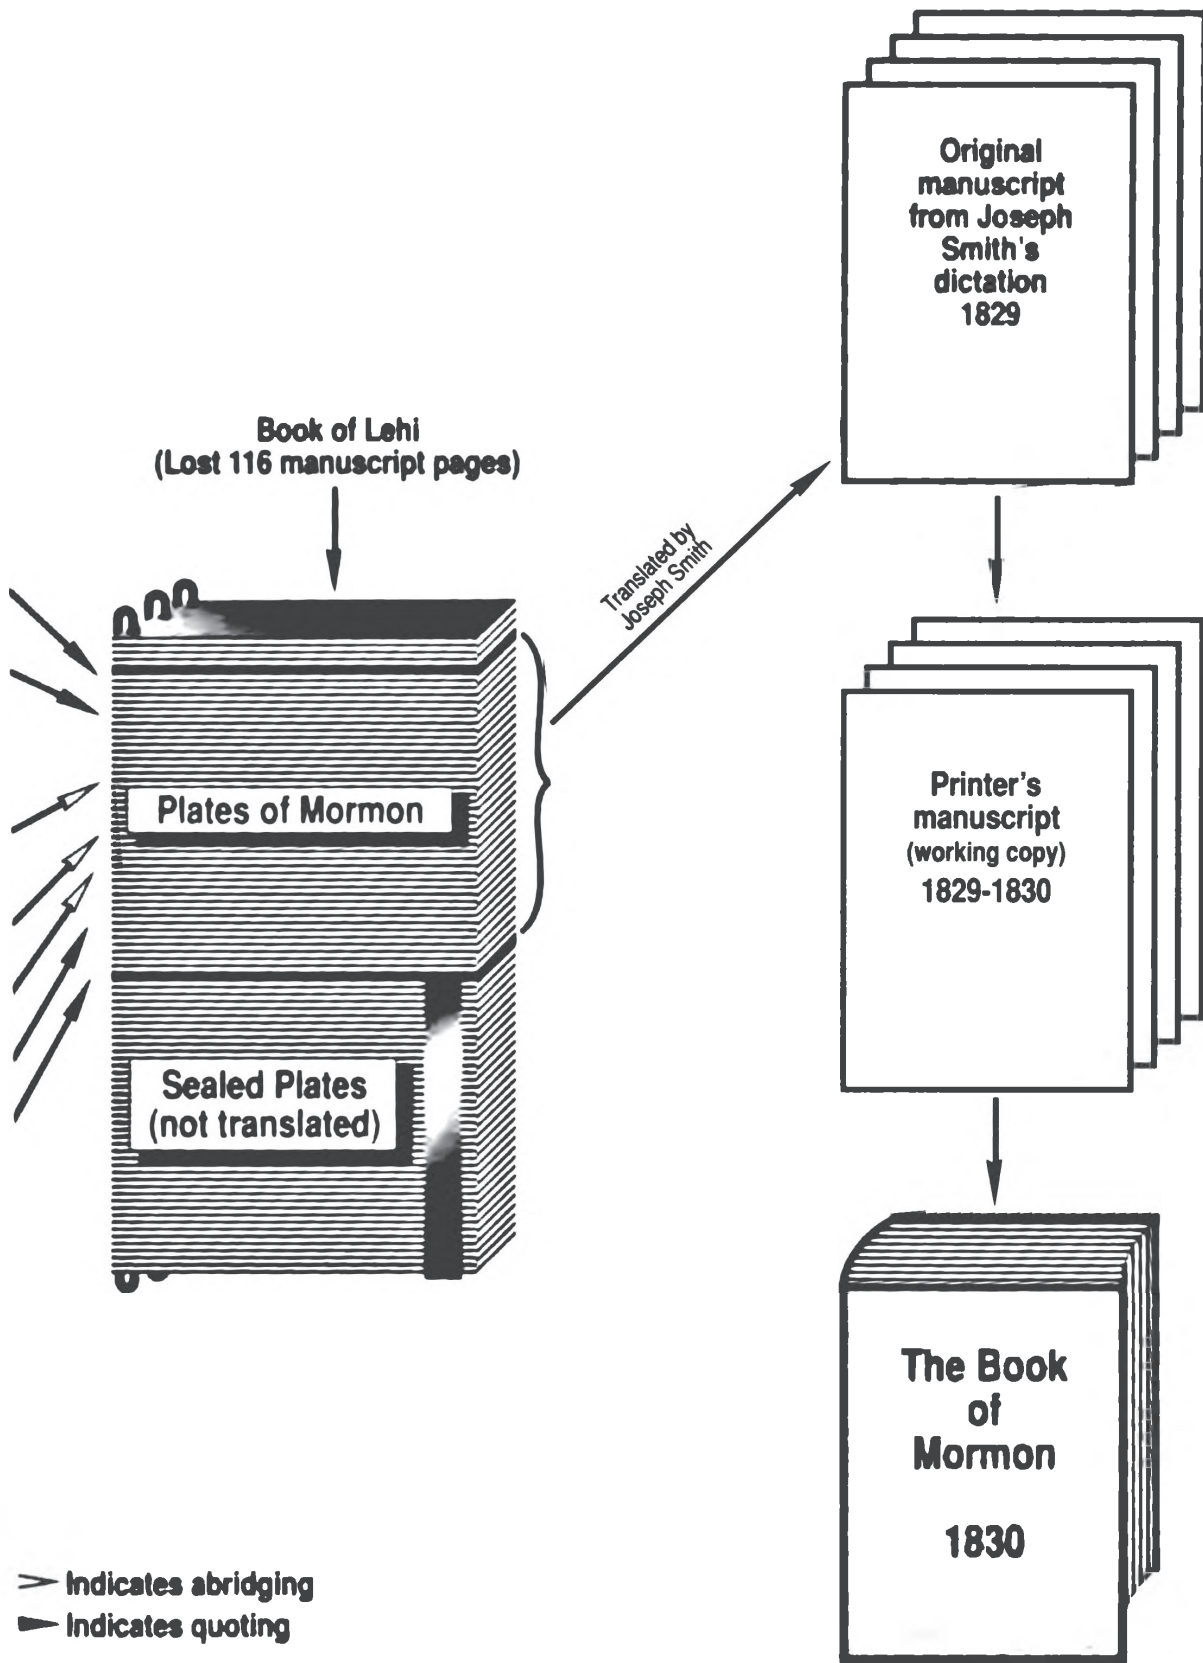 Original
manuscript
from Joseph
Smith's
dictation
1829
Book of Lehi
(Lost 116 manuscript pages)
Translated by
Joseph Smith
Plates of Mormon
Printer's
manuscript
(working copy)
1829-1830
Sealed Plates
(not translated)
The Book
of
Mormon
1830
Indicates abridging
Indicates quoting